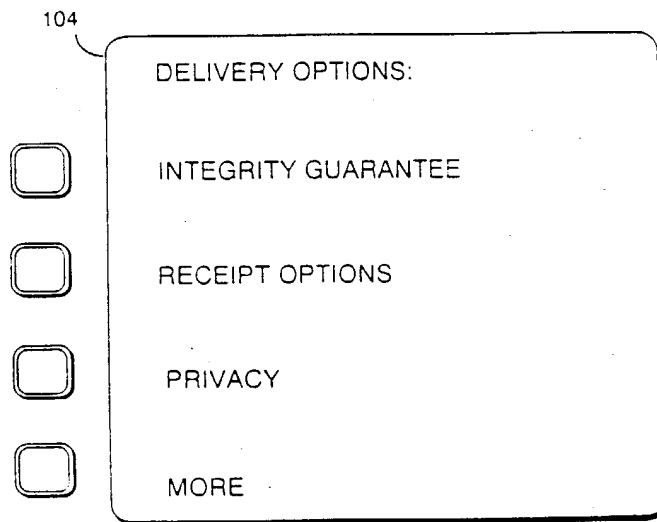 104
DELIVERY OPTIONS:
INTEGRITY GUARANTEE
RECEIPT OPTIONS
PRIVACY
MORE